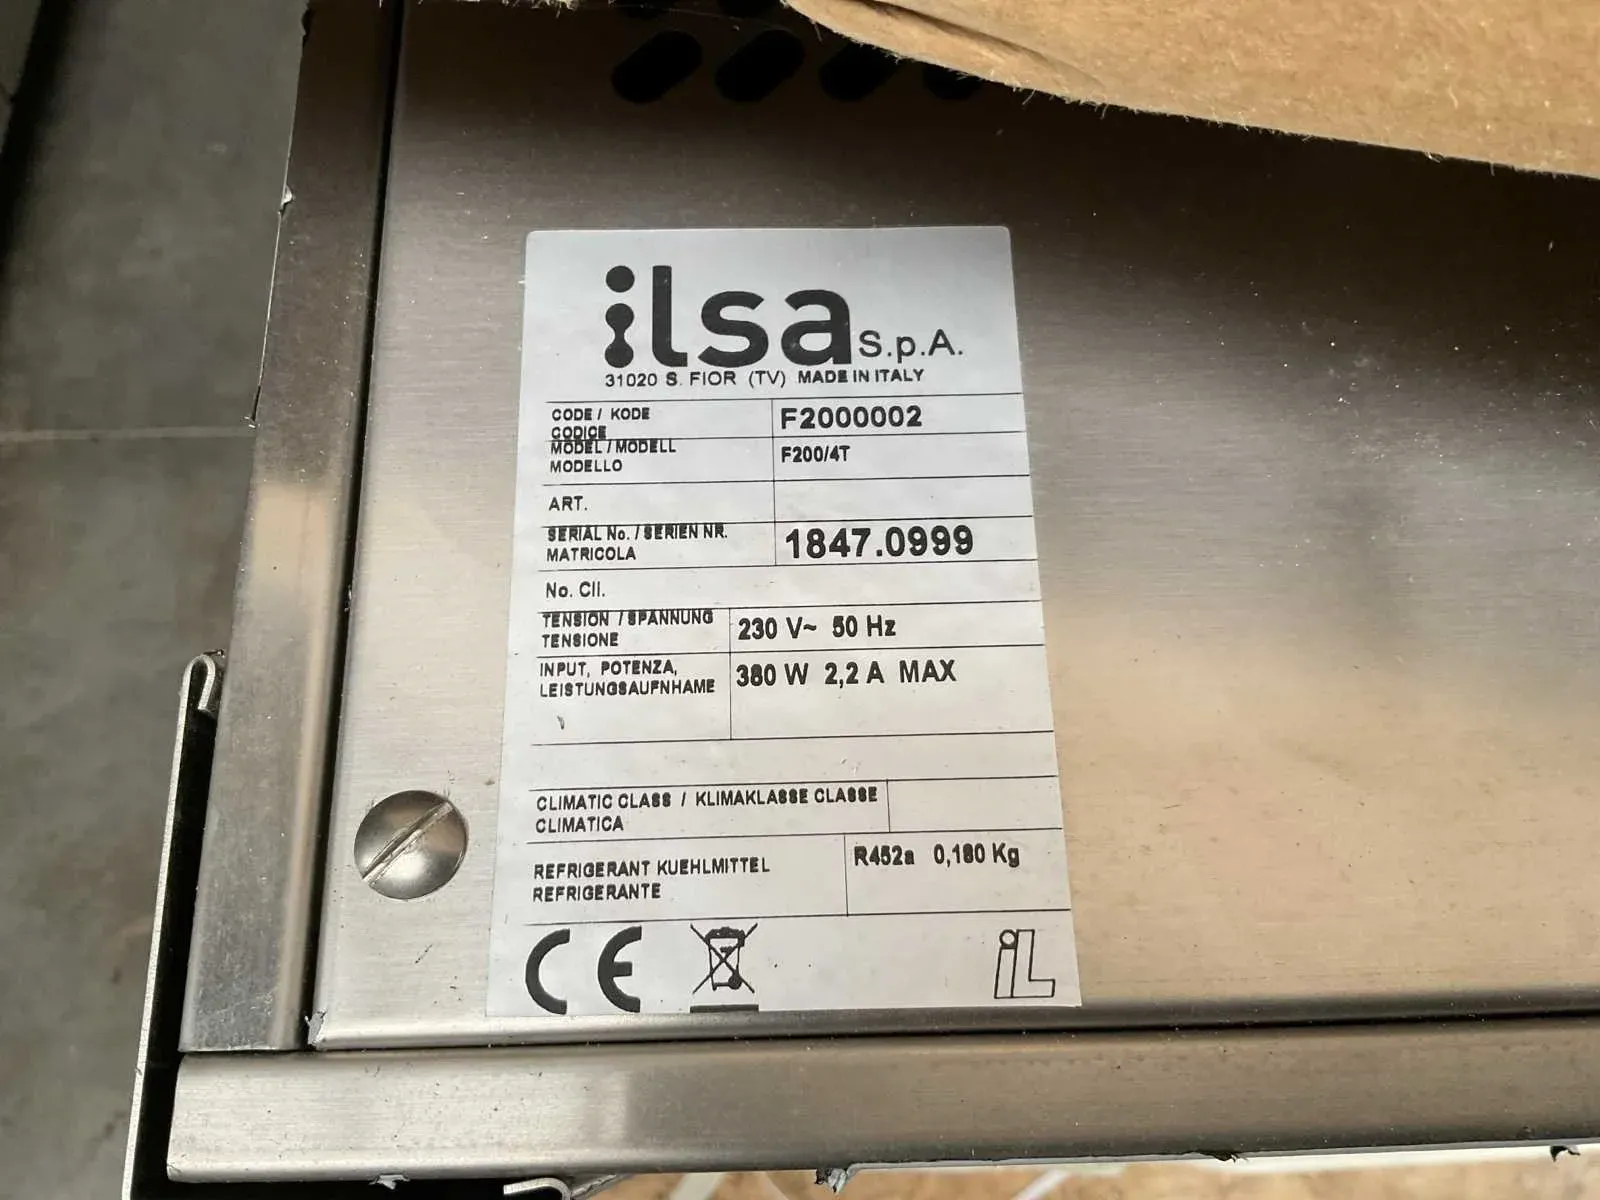 ilsa S.p.A.
31020 S. FIOR (TV) MADE IN ITALY
CODE / KODE
CODICE
F2000002
MODEL / MODELL
MODELLO
F200/4T
ART.
SERIAL No. / SERIEN NR.
MATRICOLA
1847.0999
No. Cll.
TENSION / SPANNUNG
TENSIONE
230 V~ 50 Hz
INPUT, POTENZA,
LEISTUNGSAUFNHAME
380 W 2,2 A MAX
CLIMATIC CLASS / KLIMAKLASSE CLASSE
CLIMATICA
REFRIGERANT KUEHLMITTEL
REFRIGERANTE
R452a 0,180 Kg
CE
iL